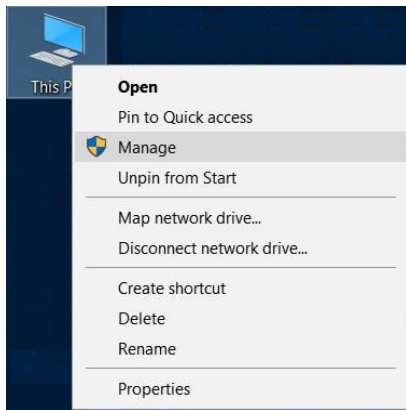 This P
Open
Pin to Quick access
Manage
Unpin from Start
Map network drive...
Disconnect network drive...
Create shortcut
Delete
Rename
Properties